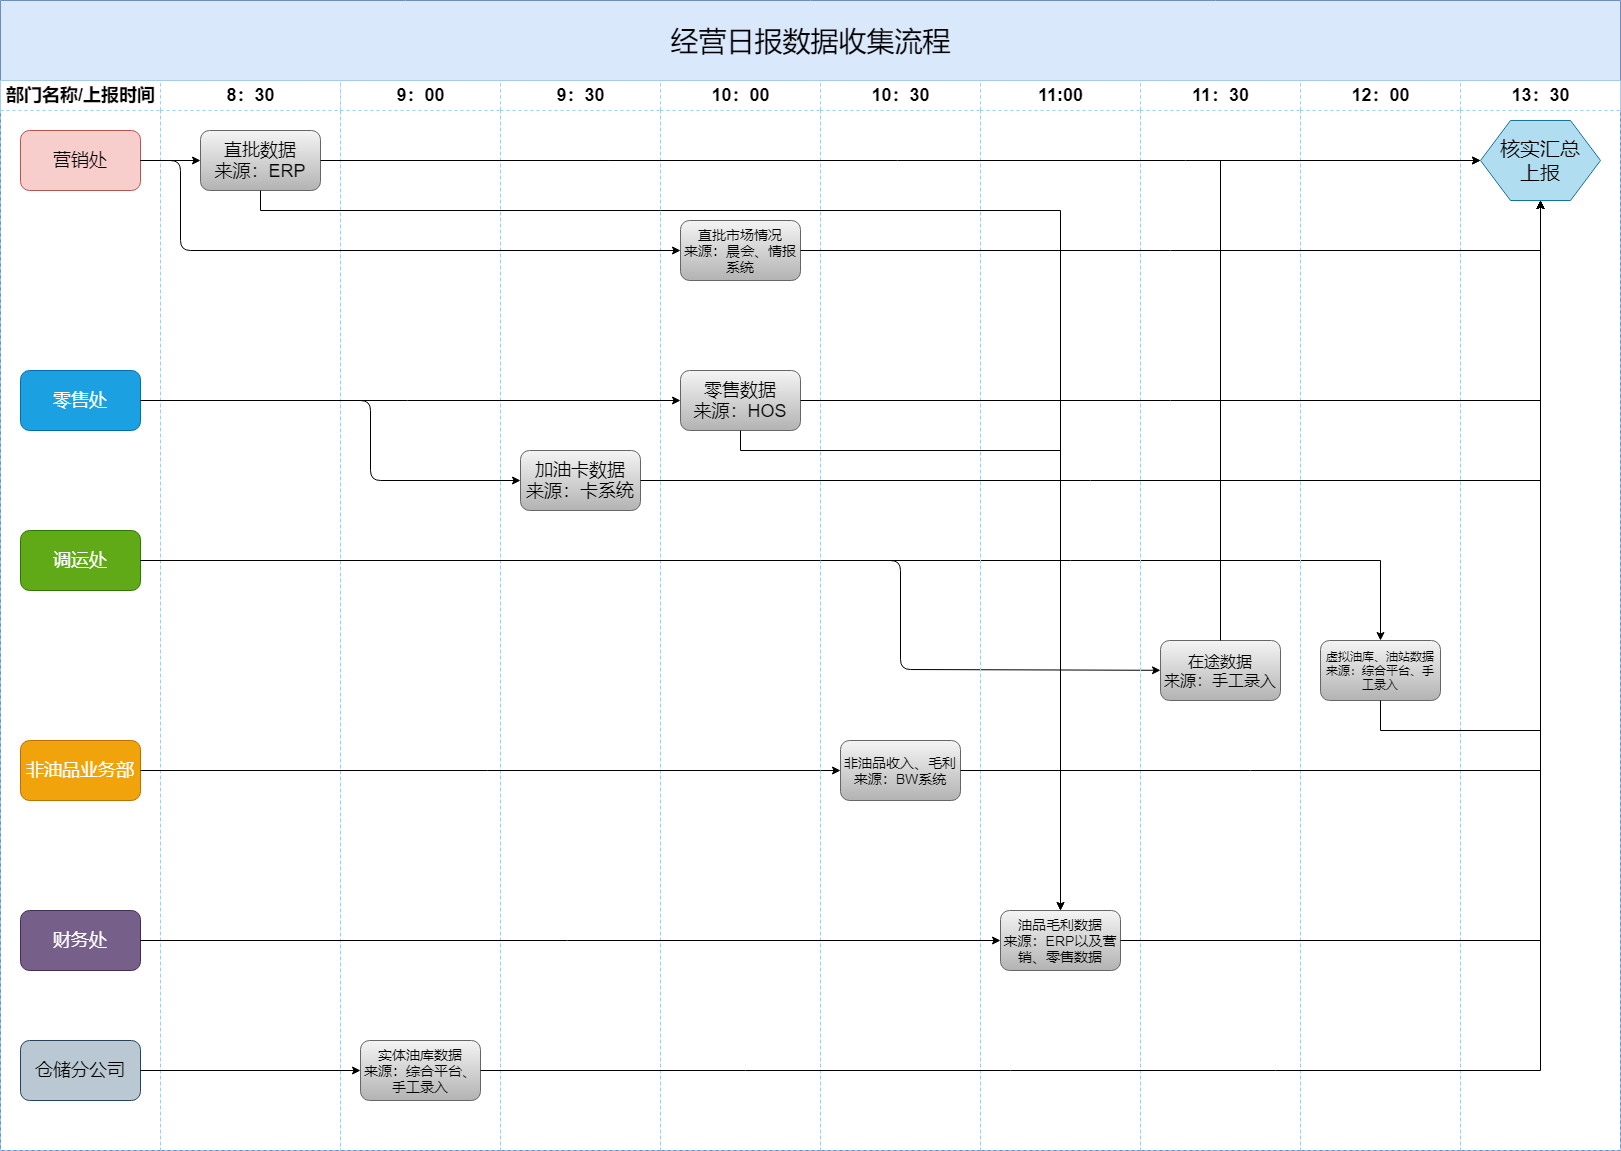 经营日报数据收集流程
部门名称/上报时间
8：30
9：00
9：30
10：00
10：30
11:00
11：30
12：00
13：30
营销处
直批数据
来源：ERP
核实汇总
上报
直批市场情况
来源：晨会、情报
系统
零售处
零售数据
来源：HOS
加油卡数据
来源：卡系统
调运处
在途数据
来源：手工录入
虚拟油库、油站数据
来源：综合平台、手
工录入
非油品业务部
非油品收入、毛利
来源：BW系统
财务处
油品毛利数据
来源：ERP以及营
销、零售数据
仓储分公司
实体油库数据
来源：综合平台、
手工录入